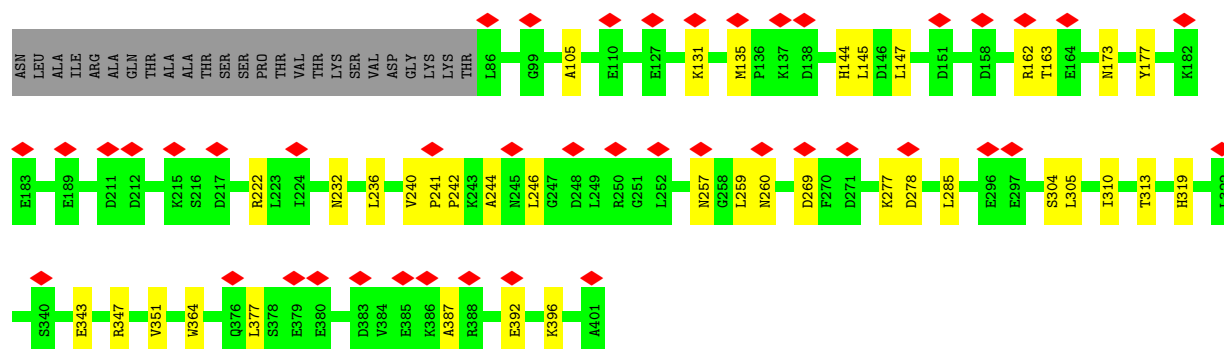 ASN
LEU
ALA
ILE
ARG
ALA
GLN
THR
ALA
ALA
THR
SER
SER
PRO
THR
VAL
THR
LYS
SER
VAL
ASP
GLY
LYS
LYS
THR
L86
G99
A105
E110
E127
K131
M135
P136
K137
D138
H144
L145
D146
L147
D151
D158
R162
T163
E164
N173
Y177
K182
E183
E189
D211
D212
K215
S216
D217
R222
L223
I224
N232
L236
V240
P241
P242
K243
A244
N245
L246
G247
D248
L249
R250
G251
L252
N257
G258
L259
N260
D269
F270
D271
K277
D278
L285
E296
E297
S304
L305
I310
T313
H319
S340
E343
R347
V351
W364
Q376
L377
S378
E379
E380
D383
V384
E385
K386
A387
R388
E392
K396
A401